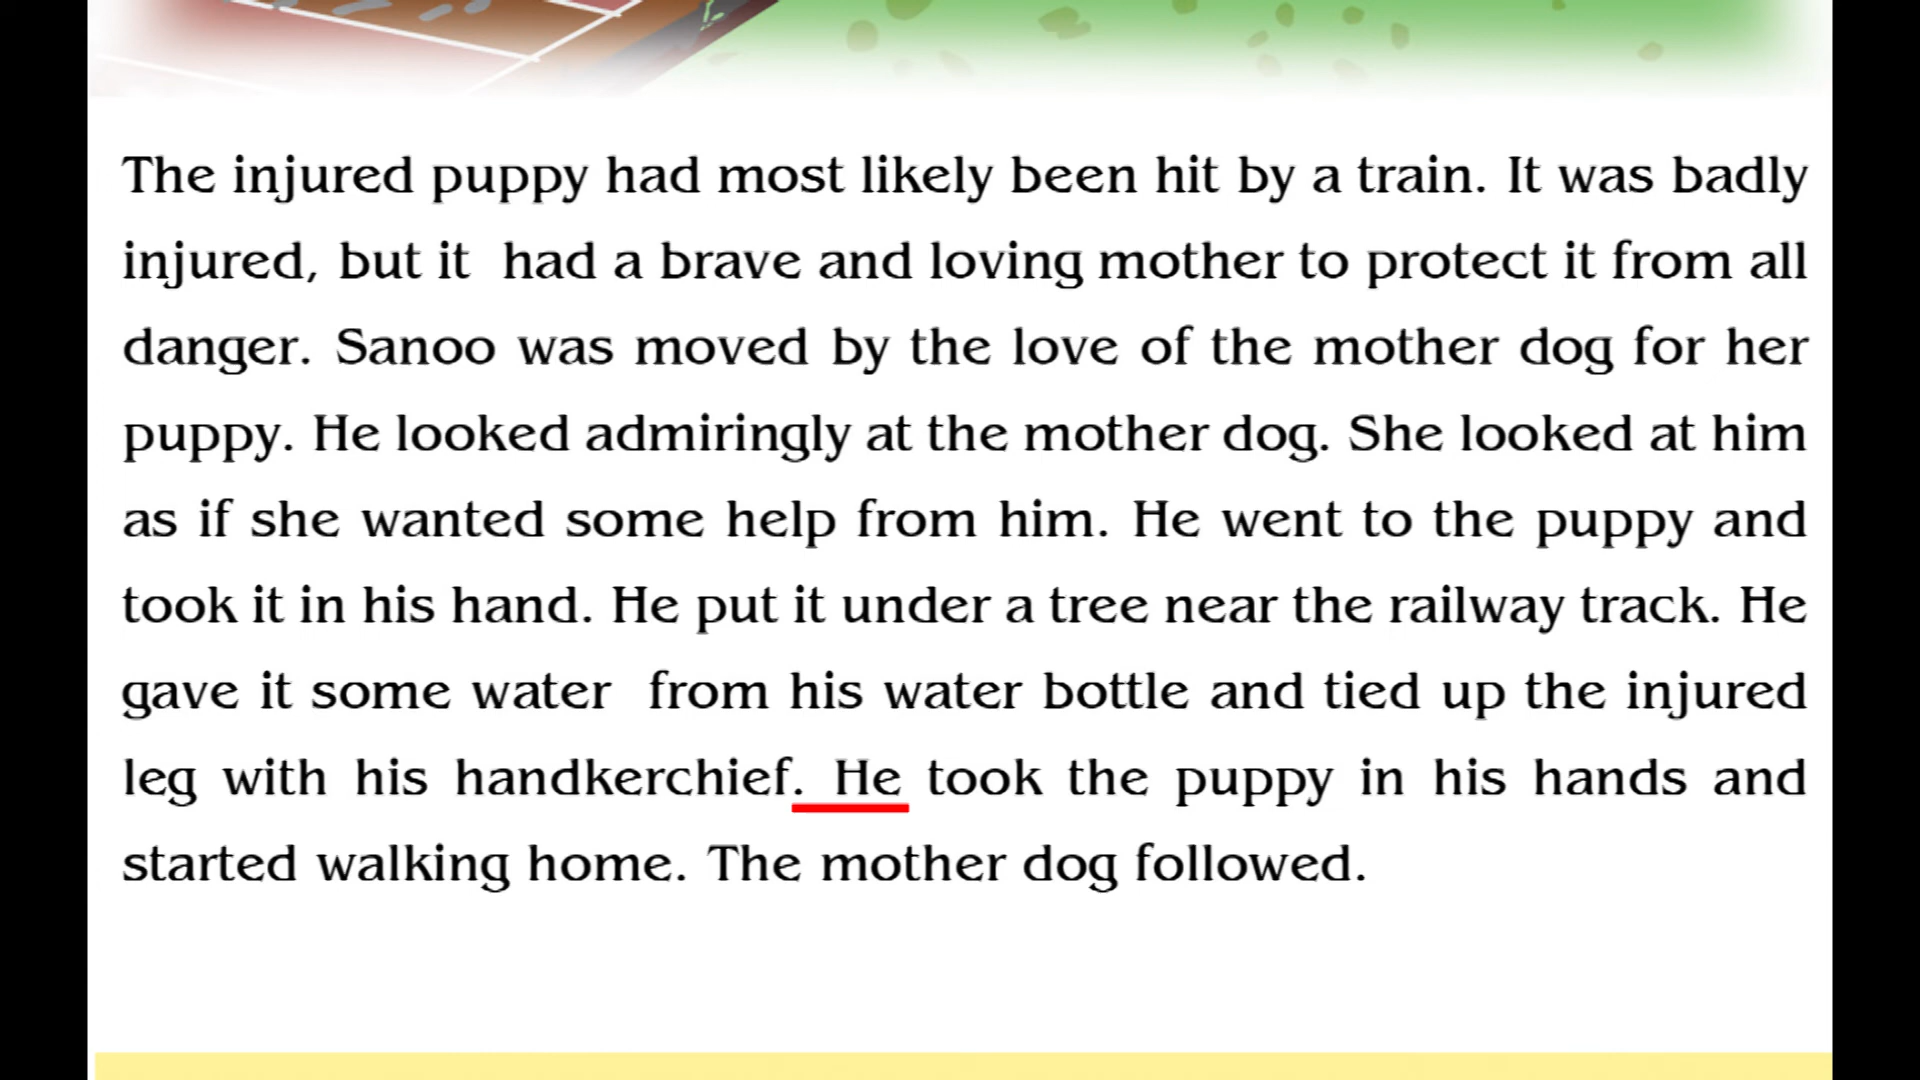 The injured puppy had most likely been hit by a train. It was badly
injured, but it had a brave and loving mother to protect it from all
danger. Sanoo was moved by the love of the mother dog for her
puppy. He looked admiringly at the mother dog. She looked at him
as if she wanted some help from him. He went to the puppy and
took it in his hand. He put it under a tree near the railway track. He
gave it some water from his water bottle and tied up the injured
leg with his handkerchief. He took the puppy in his hands and
started walking home. The mother dog followed.